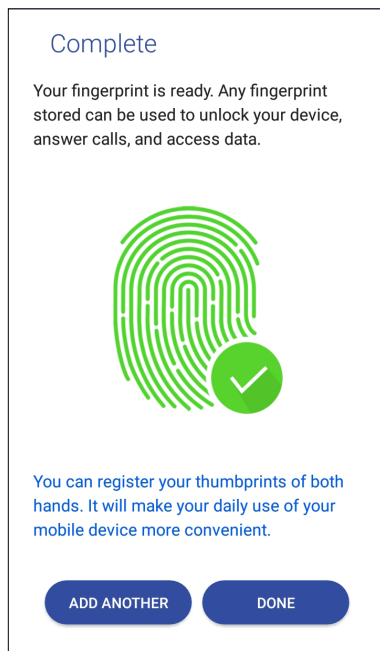 Complete
Your fingerprint is ready. Any fingerprint
stored can be used to unlock your device,
answer calls, and access data.
You can register your thumbprints of both
hands. It will make your daily use of your
mobile device more convenient.
ADD ANOTHER
DONE